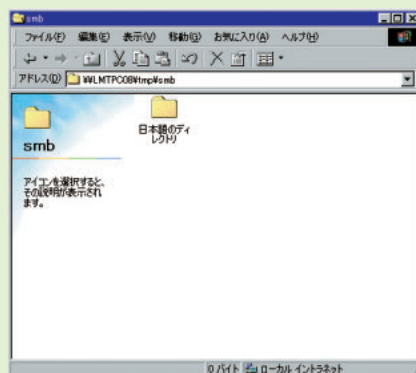 smb
ファイル(F) 編集(E) 表示(V) 移動(G) お気に入り(A) ヘルプ(H)
アドレス(D) ¥¥LMTPC08¥tmp¥smb
smb
日本語のディ
レクトリ
アイコンを選択すると、
その説明が表示され
ます。
0 バイト ローカル イントラネット